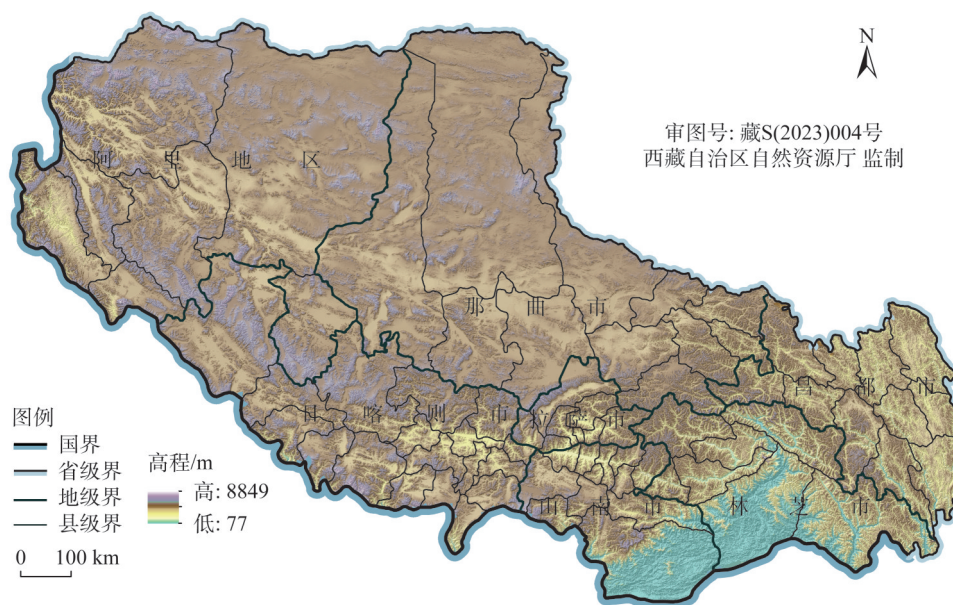 N
审图号: 藏S(2023)004号
西藏自治区自然资源厅 监制
阿里地区
那曲市
昌都市
日喀则市
拉萨市
山南市
林芝市
图例
国界
省级界
地级界
县级界
高程/m
高: 8849
低: 77
0 100 km